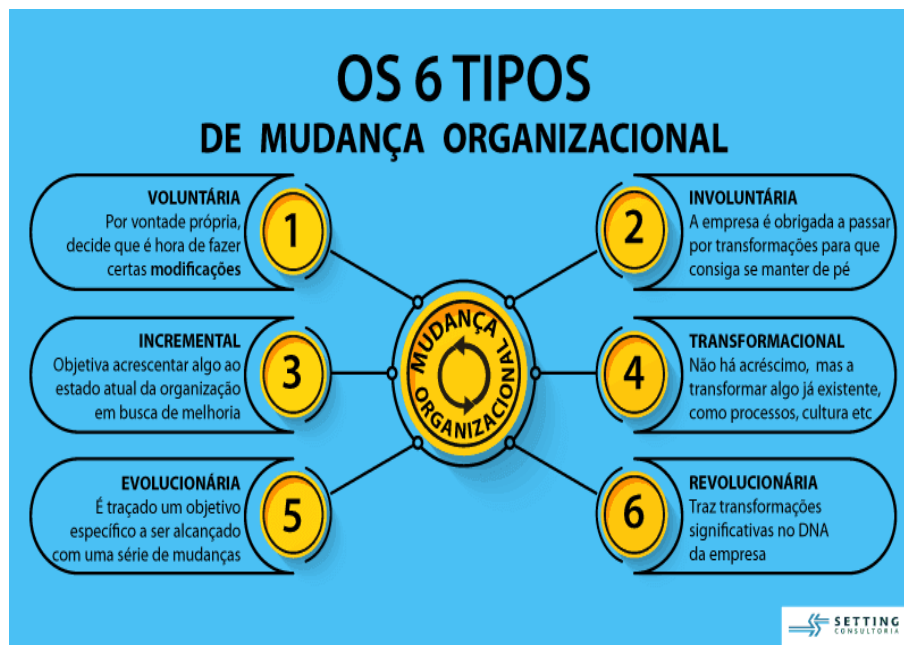 OS 6 TIPOS
DE MUDANÇA ORGANIZACIONAL
VOLUNTÁRIA
Por vontade própria,
decide que é hora de fazer
certas modificações
1
2
INVOLUNTÁRIA
A empresa é obrigada a passar
por transformações para que
consiga se manter de pé
INCREMENTAL
Objetiva acrescentar algo ao
estado atual da organização
em busca de melhoria
3
MUDANÇA
ORGANIZACIONAL
4
TRANSFORMACIONAL
Não há acréscimo, mas a
transformar algo já existente,
como processos, cultura etc
EVOLUCIONÁRIA
É traçado um objetivo
específico a ser alcançado
com uma série de mudanças
5
6
REVOLUCIONÁRIA
Traz transformações
significativas no DNA
da empresa
SETTING
CONSULTORIA